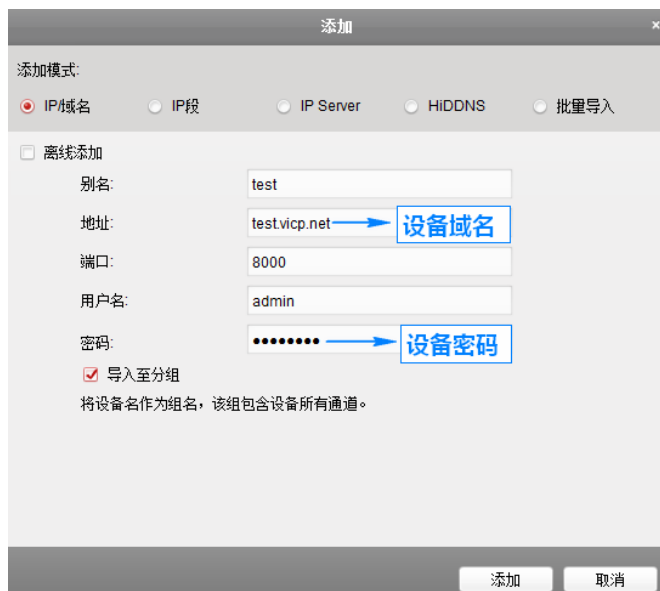 添加 ×
添加模式:
IP/域名 IP段 IP Server HiDDNS 批量导入
离线添加
别名: test
地址: test.vicp.net 设备域名
端口: 8000
用户名: admin
密码: •••••••• 设备密码
导入至分组
将设备名作为组名，该组包含设备所有通道。
添加 取消